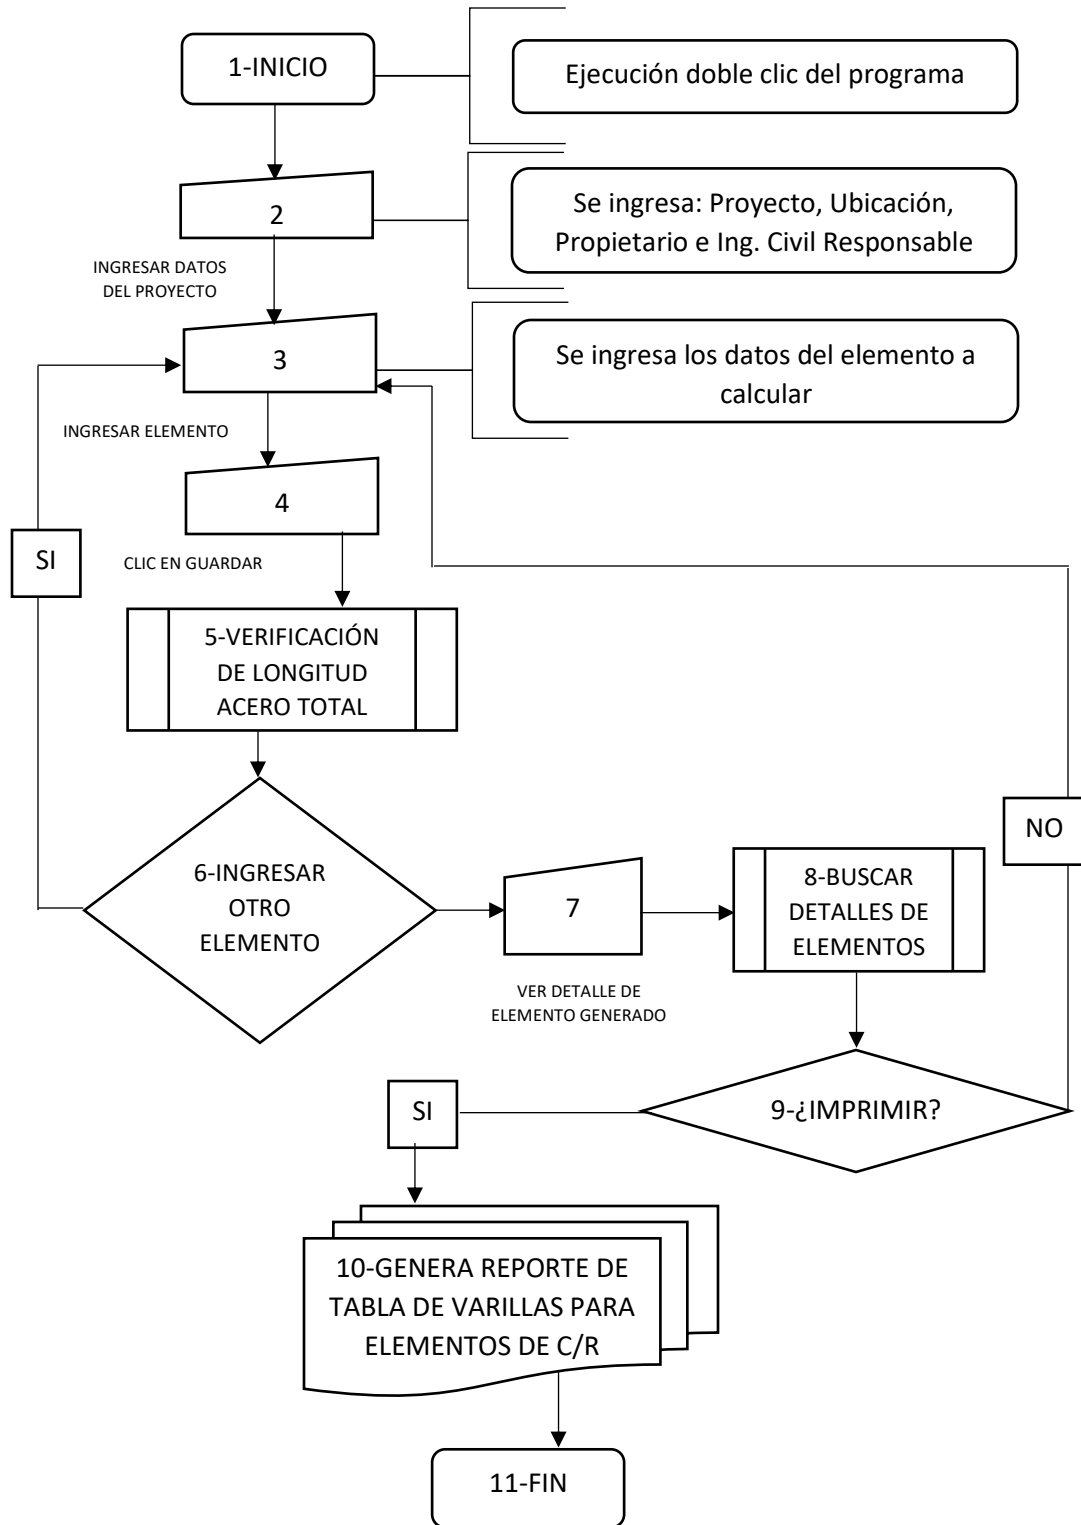 1-INICIO
Ejecución doble clic del programa
2
Se ingresa: Proyecto, Ubicación,
Propietario e Ing. Civil Responsable
INGRESAR DATOS
DEL PROYECTO
3
Se ingresa los datos del elemento a
calcular
INGRESAR ELEMENTO
4
SI
CLIC EN GUARDAR
5-VERIFICACIÓN
DE LONGITUD
ACERO TOTAL
NO
6-INGRESAR
OTRO
ELEMENTO
7
VER DETALLE DE
ELEMENTO GENERADO
8-BUSCAR
DETALLES DE
ELEMENTOS
9-¿IMPRIMIR?
SI
10-GENERA REPORTE DE
TABLA DE VARILLAS PARA
ELEMENTOS DE C/R
11-FIN